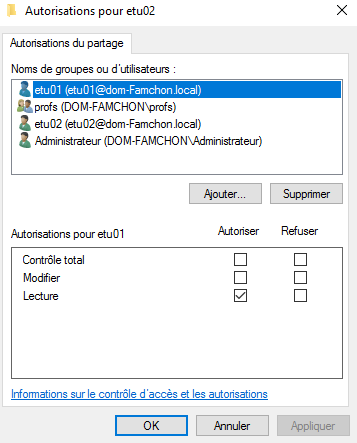 Autorisations pour etu02
Autorisations du partage
Noms de groupes ou d'utilisateurs :
etu01 (etu01@dom-Famchon.local)
profs (DOM-FAMCHON\profs)
etu02 (etu02@dom-Famchon.local)
Administrateur (DOM-FAMCHON\Administrateur)
Ajouter... Supprimer
Autorisations pour etu01 Autoriser Refuser
Contrôle total
Modifier
Lecture
Informations sur le contrôle d'accès et les autorisations
OK Annuler Appliquer